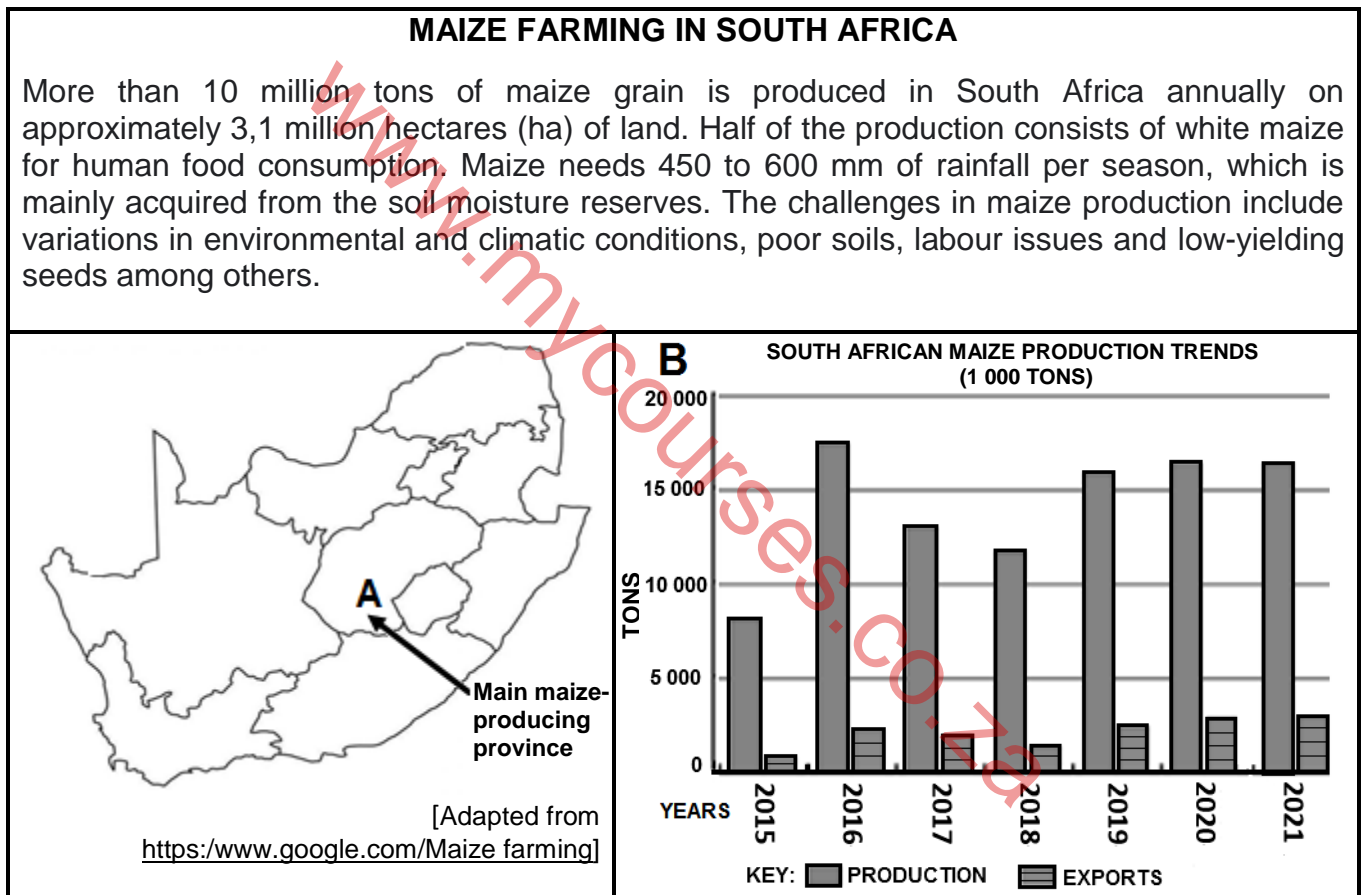 MAIZE FARMING IN SOUTH AFRICA
More than 10 million tons of maize grain is produced in South Africa annually on
approximately 3,1 million hectares (ha) of land. Half of the production consists of white maize
for human food consumption. Maize needs 450 to 600 mm of rainfall per season, which is
mainly acquired from the soil moisture reserves. The challenges in maize production include
variations in environmental and climatic conditions, poor soils, labour issues and low-yielding
seeds among others.
A
Main maize-
producing
province
[Adapted from
https:/www.google.com/Maize farming]
B
SOUTH AFRICAN MAIZE PRODUCTION TRENDS
(1 000 TONS)
20 000
15 000
10 000
5 000
0
TONS
YEARS
2015
2016
2017
2018
2019
2020
2021
KEY: PRODUCTION EXPORTS
www.mycourses.co.za